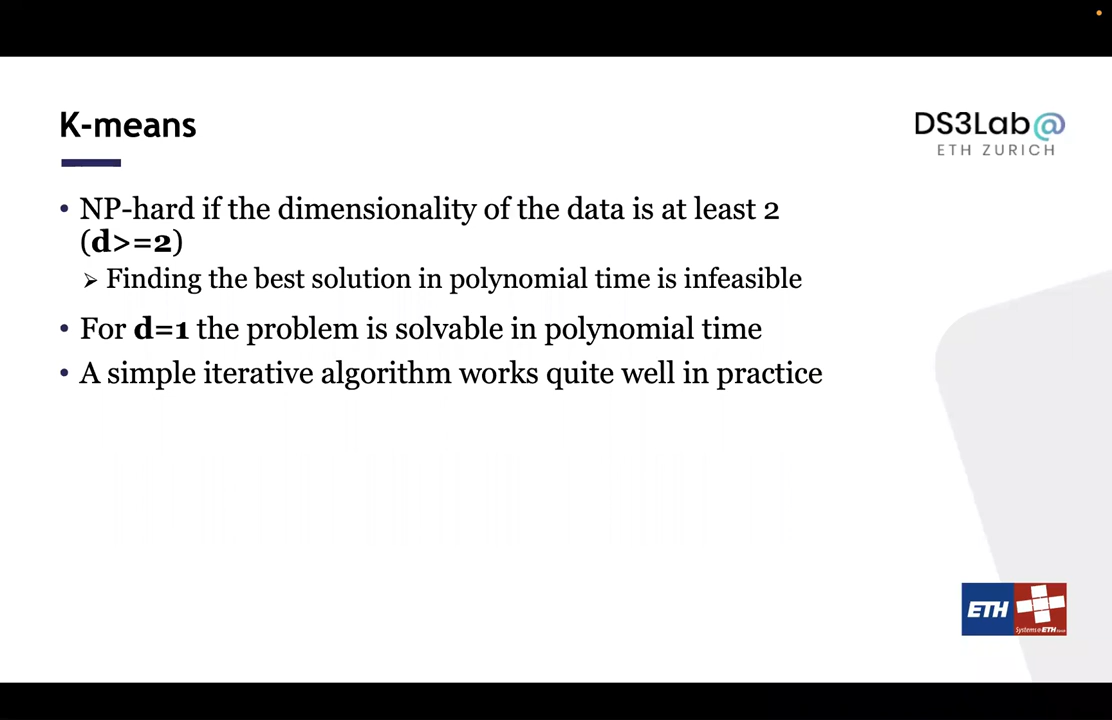 K-means
DS3Lab@
ETH ZURICH
• NP-hard if the dimensionality of the data is at least 2
(d>=2)
➢ Finding the best solution in polynomial time is infeasible
• For d=1 the problem is solvable in polynomial time
• A simple iterative algorithm works quite well in practice
ETH
Systems@ETH